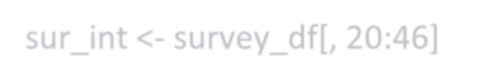 sur_int <- survey_df[, 20:46]